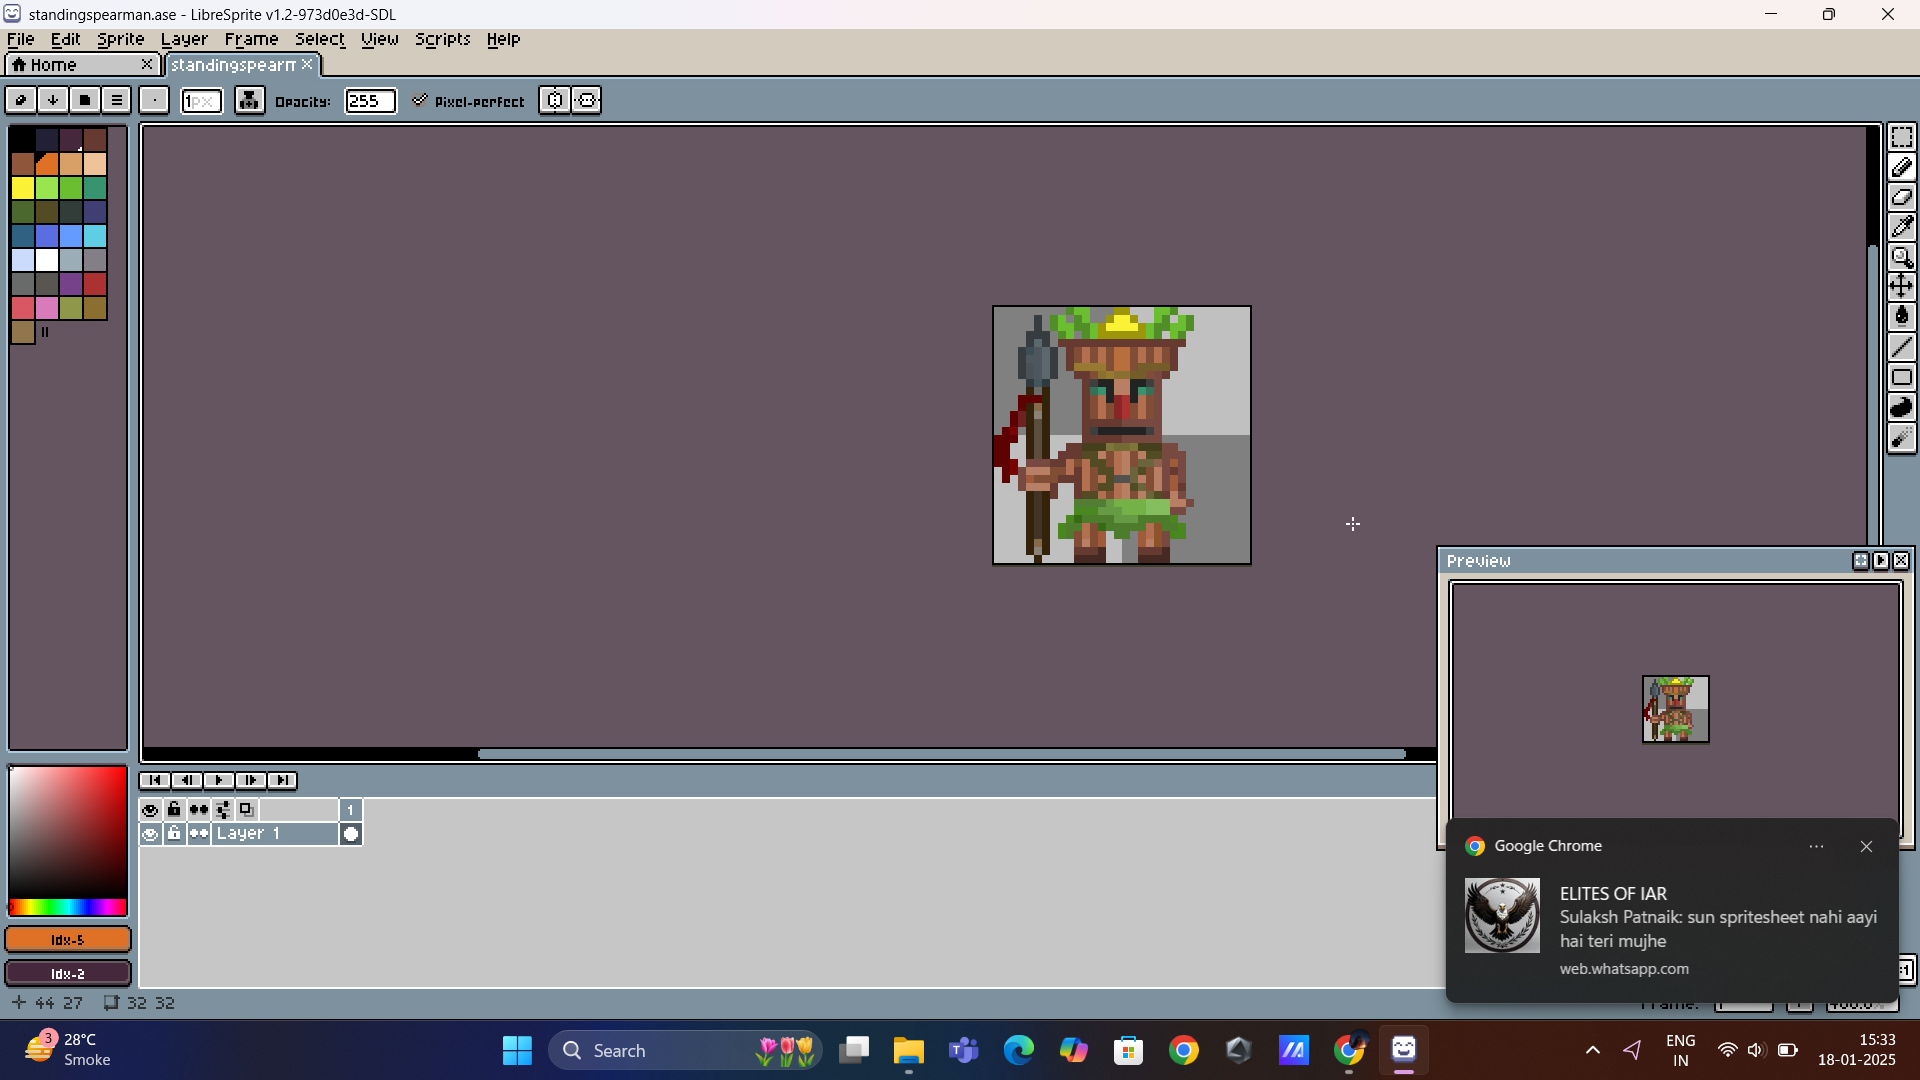 standingspearman.ase - LibreSprite v1.2-973d0e3d-SDL
File Edit Sprite Layer Frame Select View Scripts Help
Home
1px Opacity: 255 Pixel-perfect
Preview
1
Layer 1
Idx-5
Idx-2
44 27 32 32
Google Chrome
ELITES OF IAR
Sulaksh Patnaik: sun spritesheet nahi aayi
hai teri mujhe
web.whatsapp.com
3
28°C
Smoke
Search
ENG
IN
15:33
18-01-2025